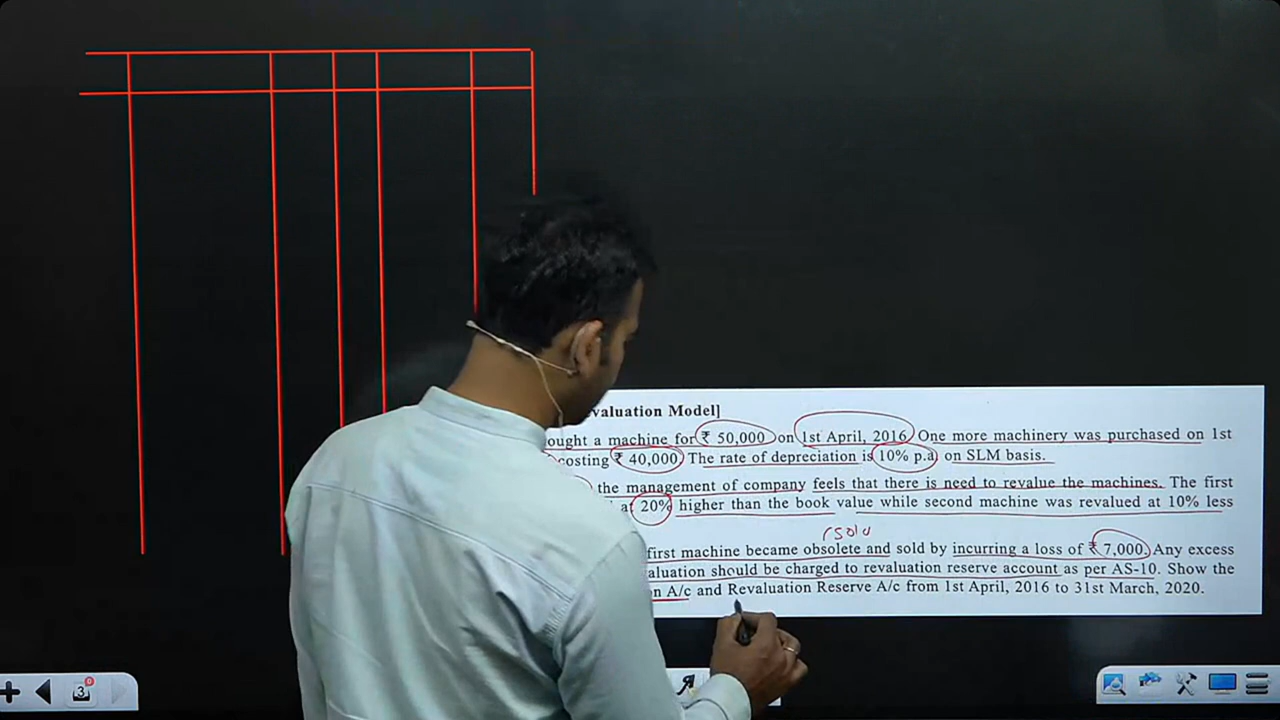 valuation Model]
ought a machine for ₹ 50,000 on 1st April, 2016 One more machinery was purchased on 1st
costing ₹ 40,000 The rate of depreciation is 10% p.a on SLM basis.
the management of company feels that there is need to revalue the machines. The first
at 20% higher than the book value while second machine was revalued at 10% less
rsold
first machine became obsolete and sold by incurring a loss of ₹ 7,000. Any excess
aluation should be charged to revaluation reserve account as per AS-10. Show the
n A/c and Revaluation Reserve A/c from 1st April, 2016 to 31st March, 2020.
3
0